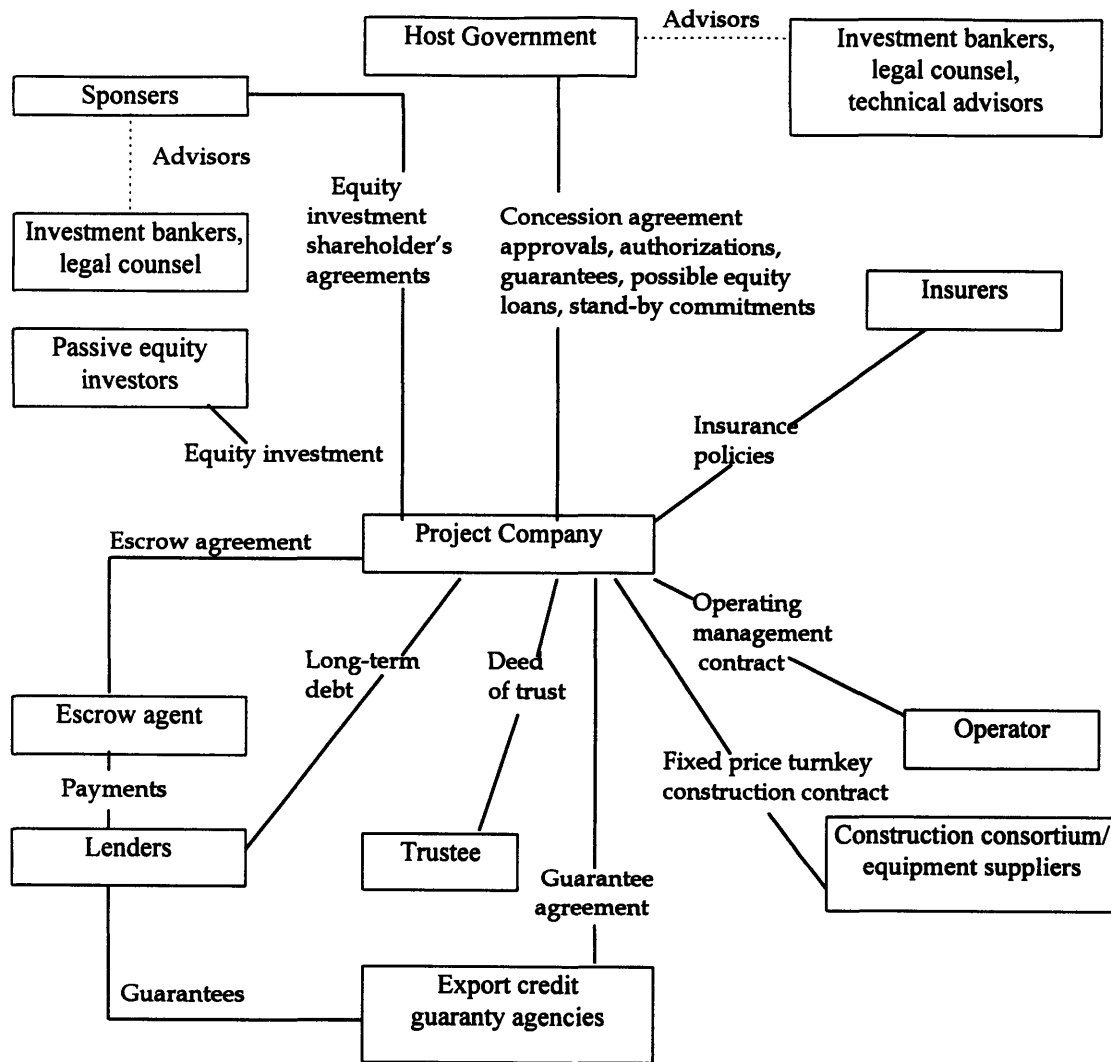 Host Government
Advisors
Investment bankers,
legal counsel,
technical advisors
Sponsers
Advisors
Investment bankers,
legal counsel
Equity
investment
shareholder's
agreements
Concession agreement
approvals, authorizations,
guarantees, possible equity
loans, stand-by commitments
Insurers
Passive equity
investors
Equity investment
Insurance
policies
Project Company
Escrow agreement
Operating
management
contract
Long-term
debt
Deed
of trust
Escrow agent
Operator
Payments
Fixed price turnkey
construction contract
Lenders
Trustee
Construction consortium/
equipment suppliers
Guarantee
agreement
Guarantees
Export credit
guaranty agencies